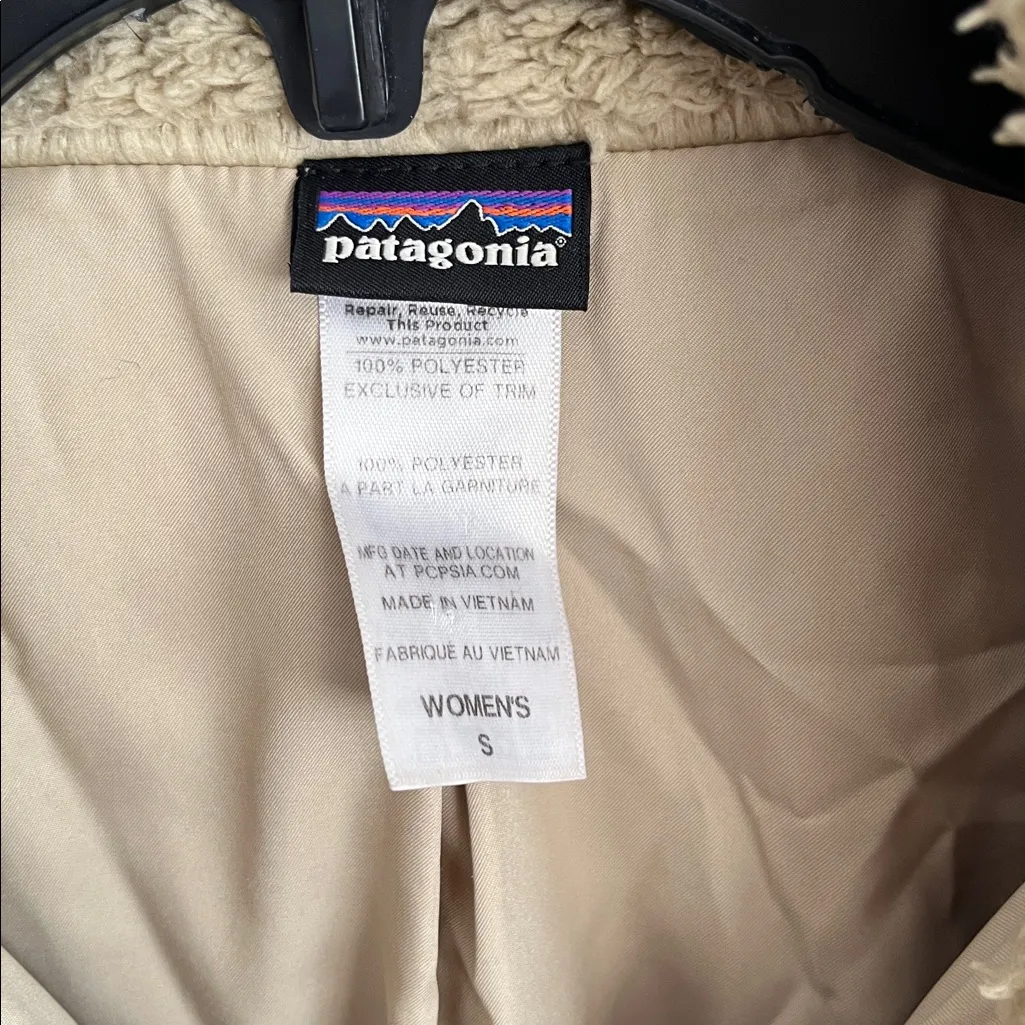 patagonia®
Repair, Reuse, Recycle
This Product
www.patagonia.com
100% POLYESTER
EXCLUSIVE OF TRIM
100% POLYESTER
A PART LA GARNITURE
MFG DATE AND LOCATION
AT PCPSIA.COM
MADE IN VIETNAM
FABRIQUÉ AU VIETNAM
WOMEN'S
S